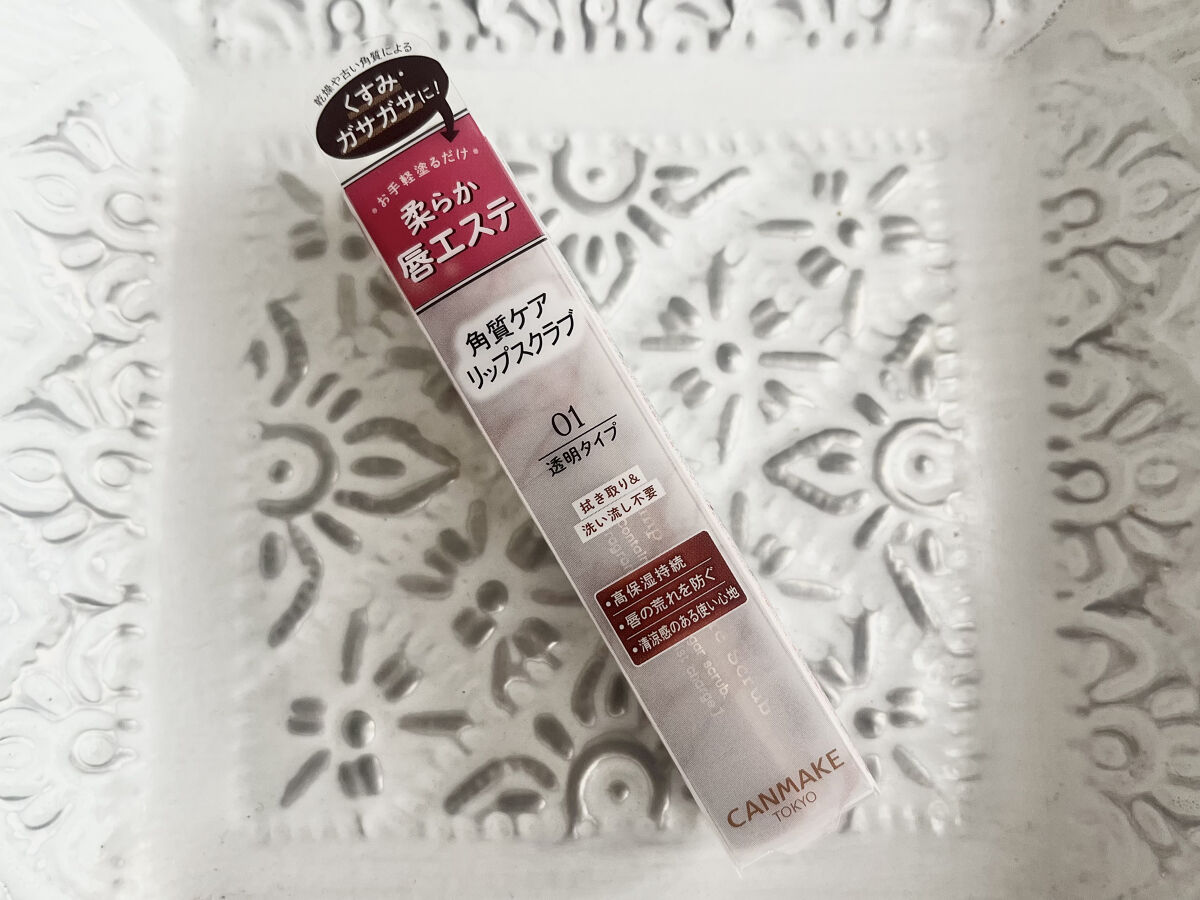 乾燥や古い角質による
くすみ・
ガサガサに!
お手軽塗るだけ
柔らか
唇エステ
角質ケア
リップスクラブ
01
透明タイプ
拭き取り&
洗い流し不要
・高保湿持続
・唇の荒れを防ぐ
・清涼感のある使い心地
scrub
CANMAKE
TOKYO